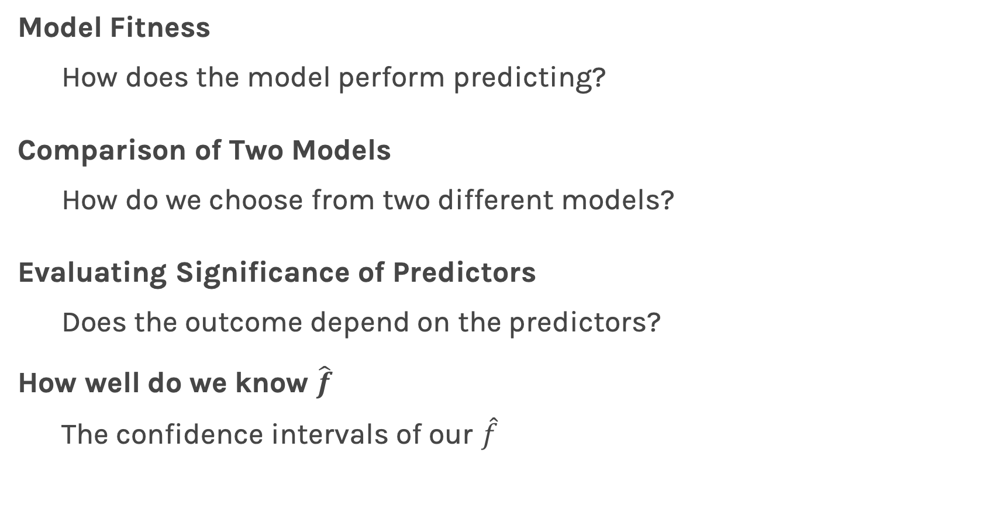 Model Fitness
How does the model perform predicting?
Comparison of Two Models
How do we choose from two different models?
Evaluating Significance of Predictors
Does the outcome depend on the predictors?
How well do we know f̂
The confidence intervals of our f̂